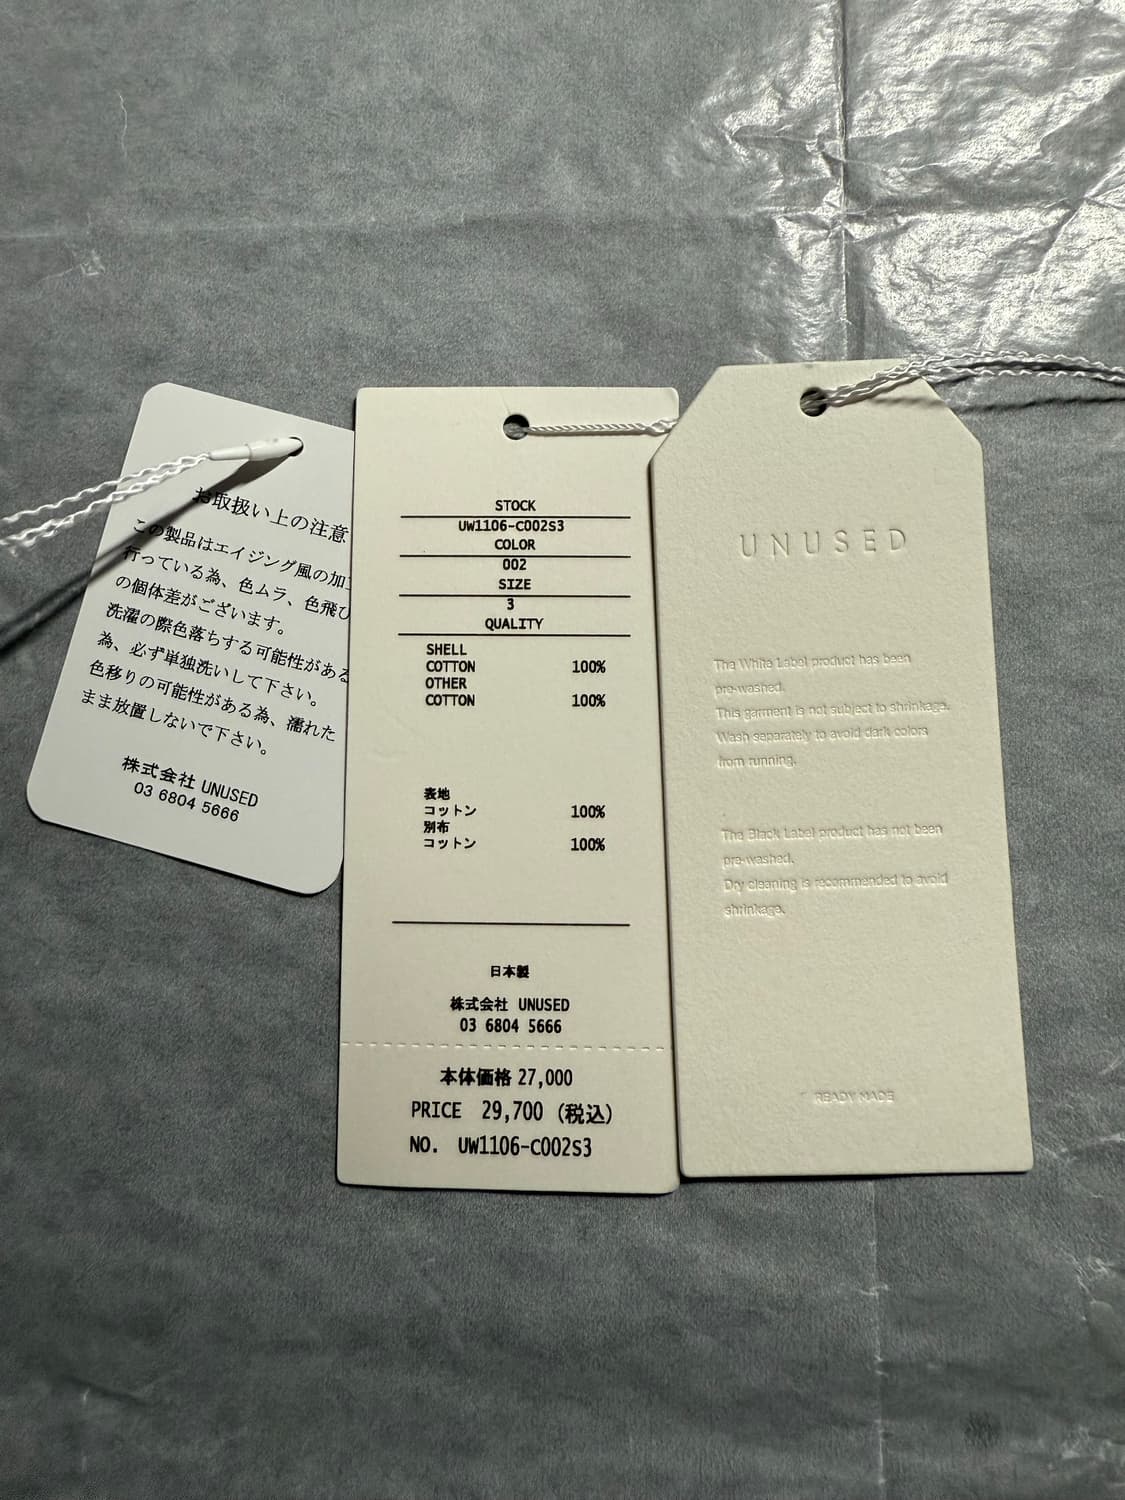 お取扱い上の注意
この製品はエイジング風の加
行っている為、色ムラ、色飛び
の個体差がございます。
洗濯の際色落ちする可能性がある
為、必ず単独洗いして下さい。
色移りの可能性がある為、濡れた
まま放置しないで下さい。
株式会社 UNUSED
03 6804 5666
STOCK
UW1106-C002S3
COLOR
002
SIZE
3
QUALITY
SHELL
COTTON 100%
OTHER
COTTON 100%
表地
コットン 100%
別布
コットン 100%
日本製
株式会社 UNUSED
03 6804 5666
本体価格 27,000
PRICE 29,700 (税込)
NO. UW1106-C002S3
UNUSED
The White Label product has been
pre-washed.
This garment is not subject to shrinkage.
Wash separately to avoid dark colors
from running.
The Black Label product has not been
pre-washed.
Dry cleaning is recommended to avoid
shrinkage.
READY MADE